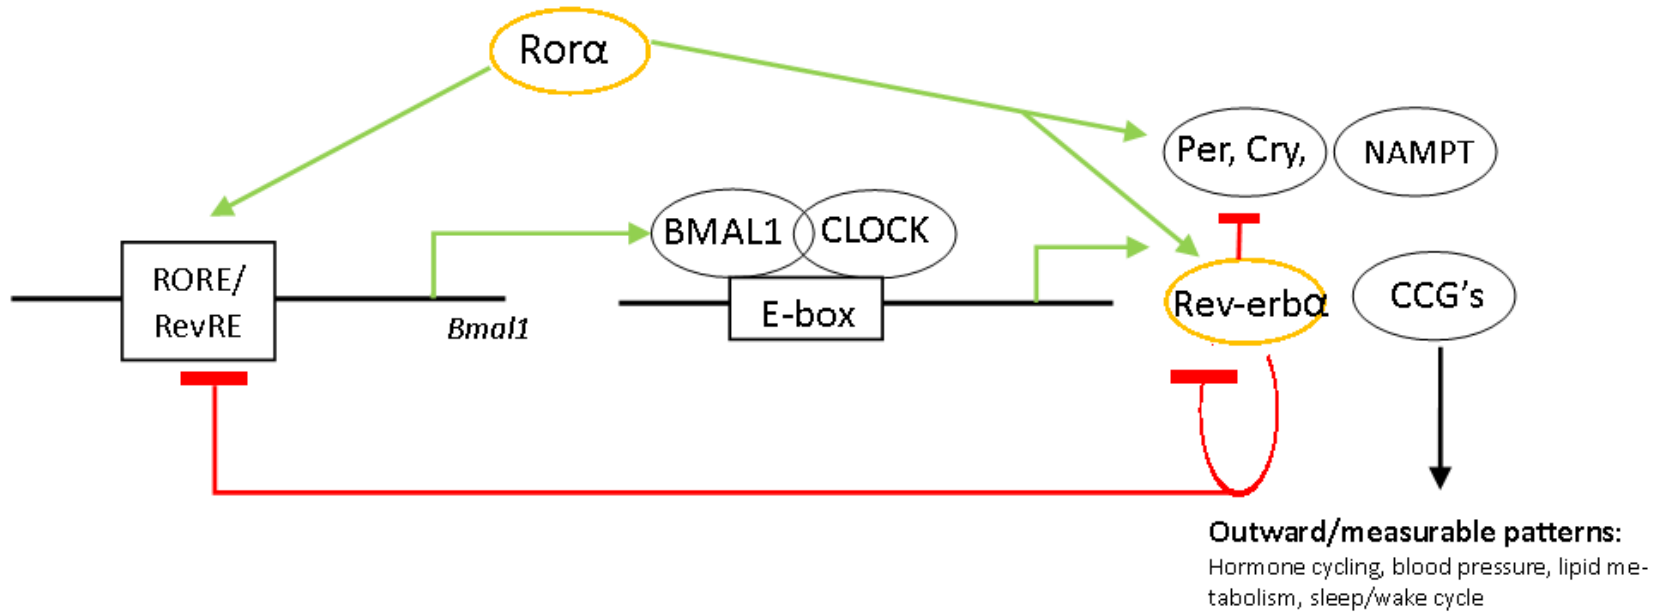 Rorα
Per, Cry,
NAMPT
BMAL1
CLOCK
RORE/
RevRE
Bmal1
E-box
Rev-erbα
CCG's
Outward/measurable patterns:
Hormone cycling, blood pressure, lipid me-
tabolism, sleep/wake cycle